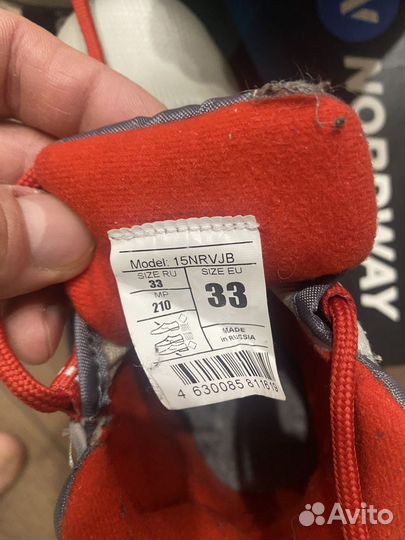 Model: 15NRVJB
SIZE RU
33
MP
210
SIZE EU
33
MADE
in RUSSIA
4 630085 811619
NORDWAY
Avito